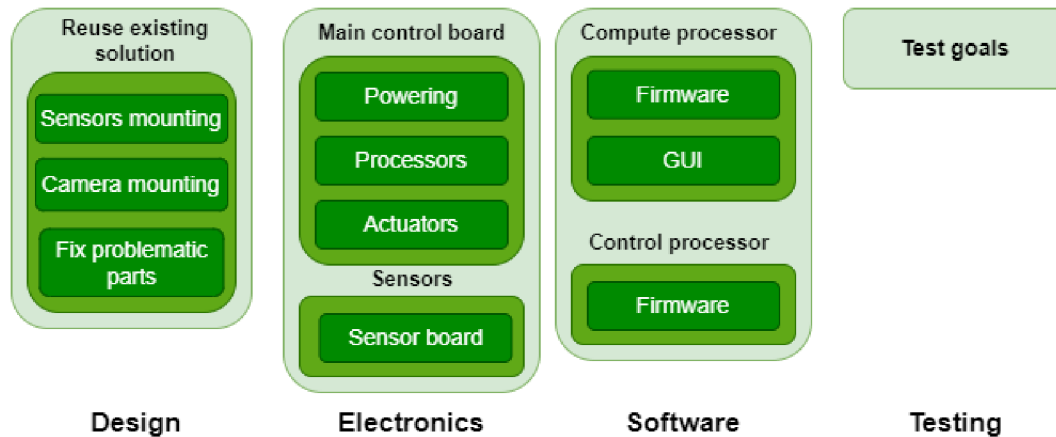 Reuse existing
solution
Sensors mounting
Camera mounting
Fix problematic
parts
Design
Main control board
Powering
Processors
Actuators
Sensors
Sensor board
Electronics
Compute processor
Firmware
GUI
Control processor
Firmware
Software
Test goals
Testing